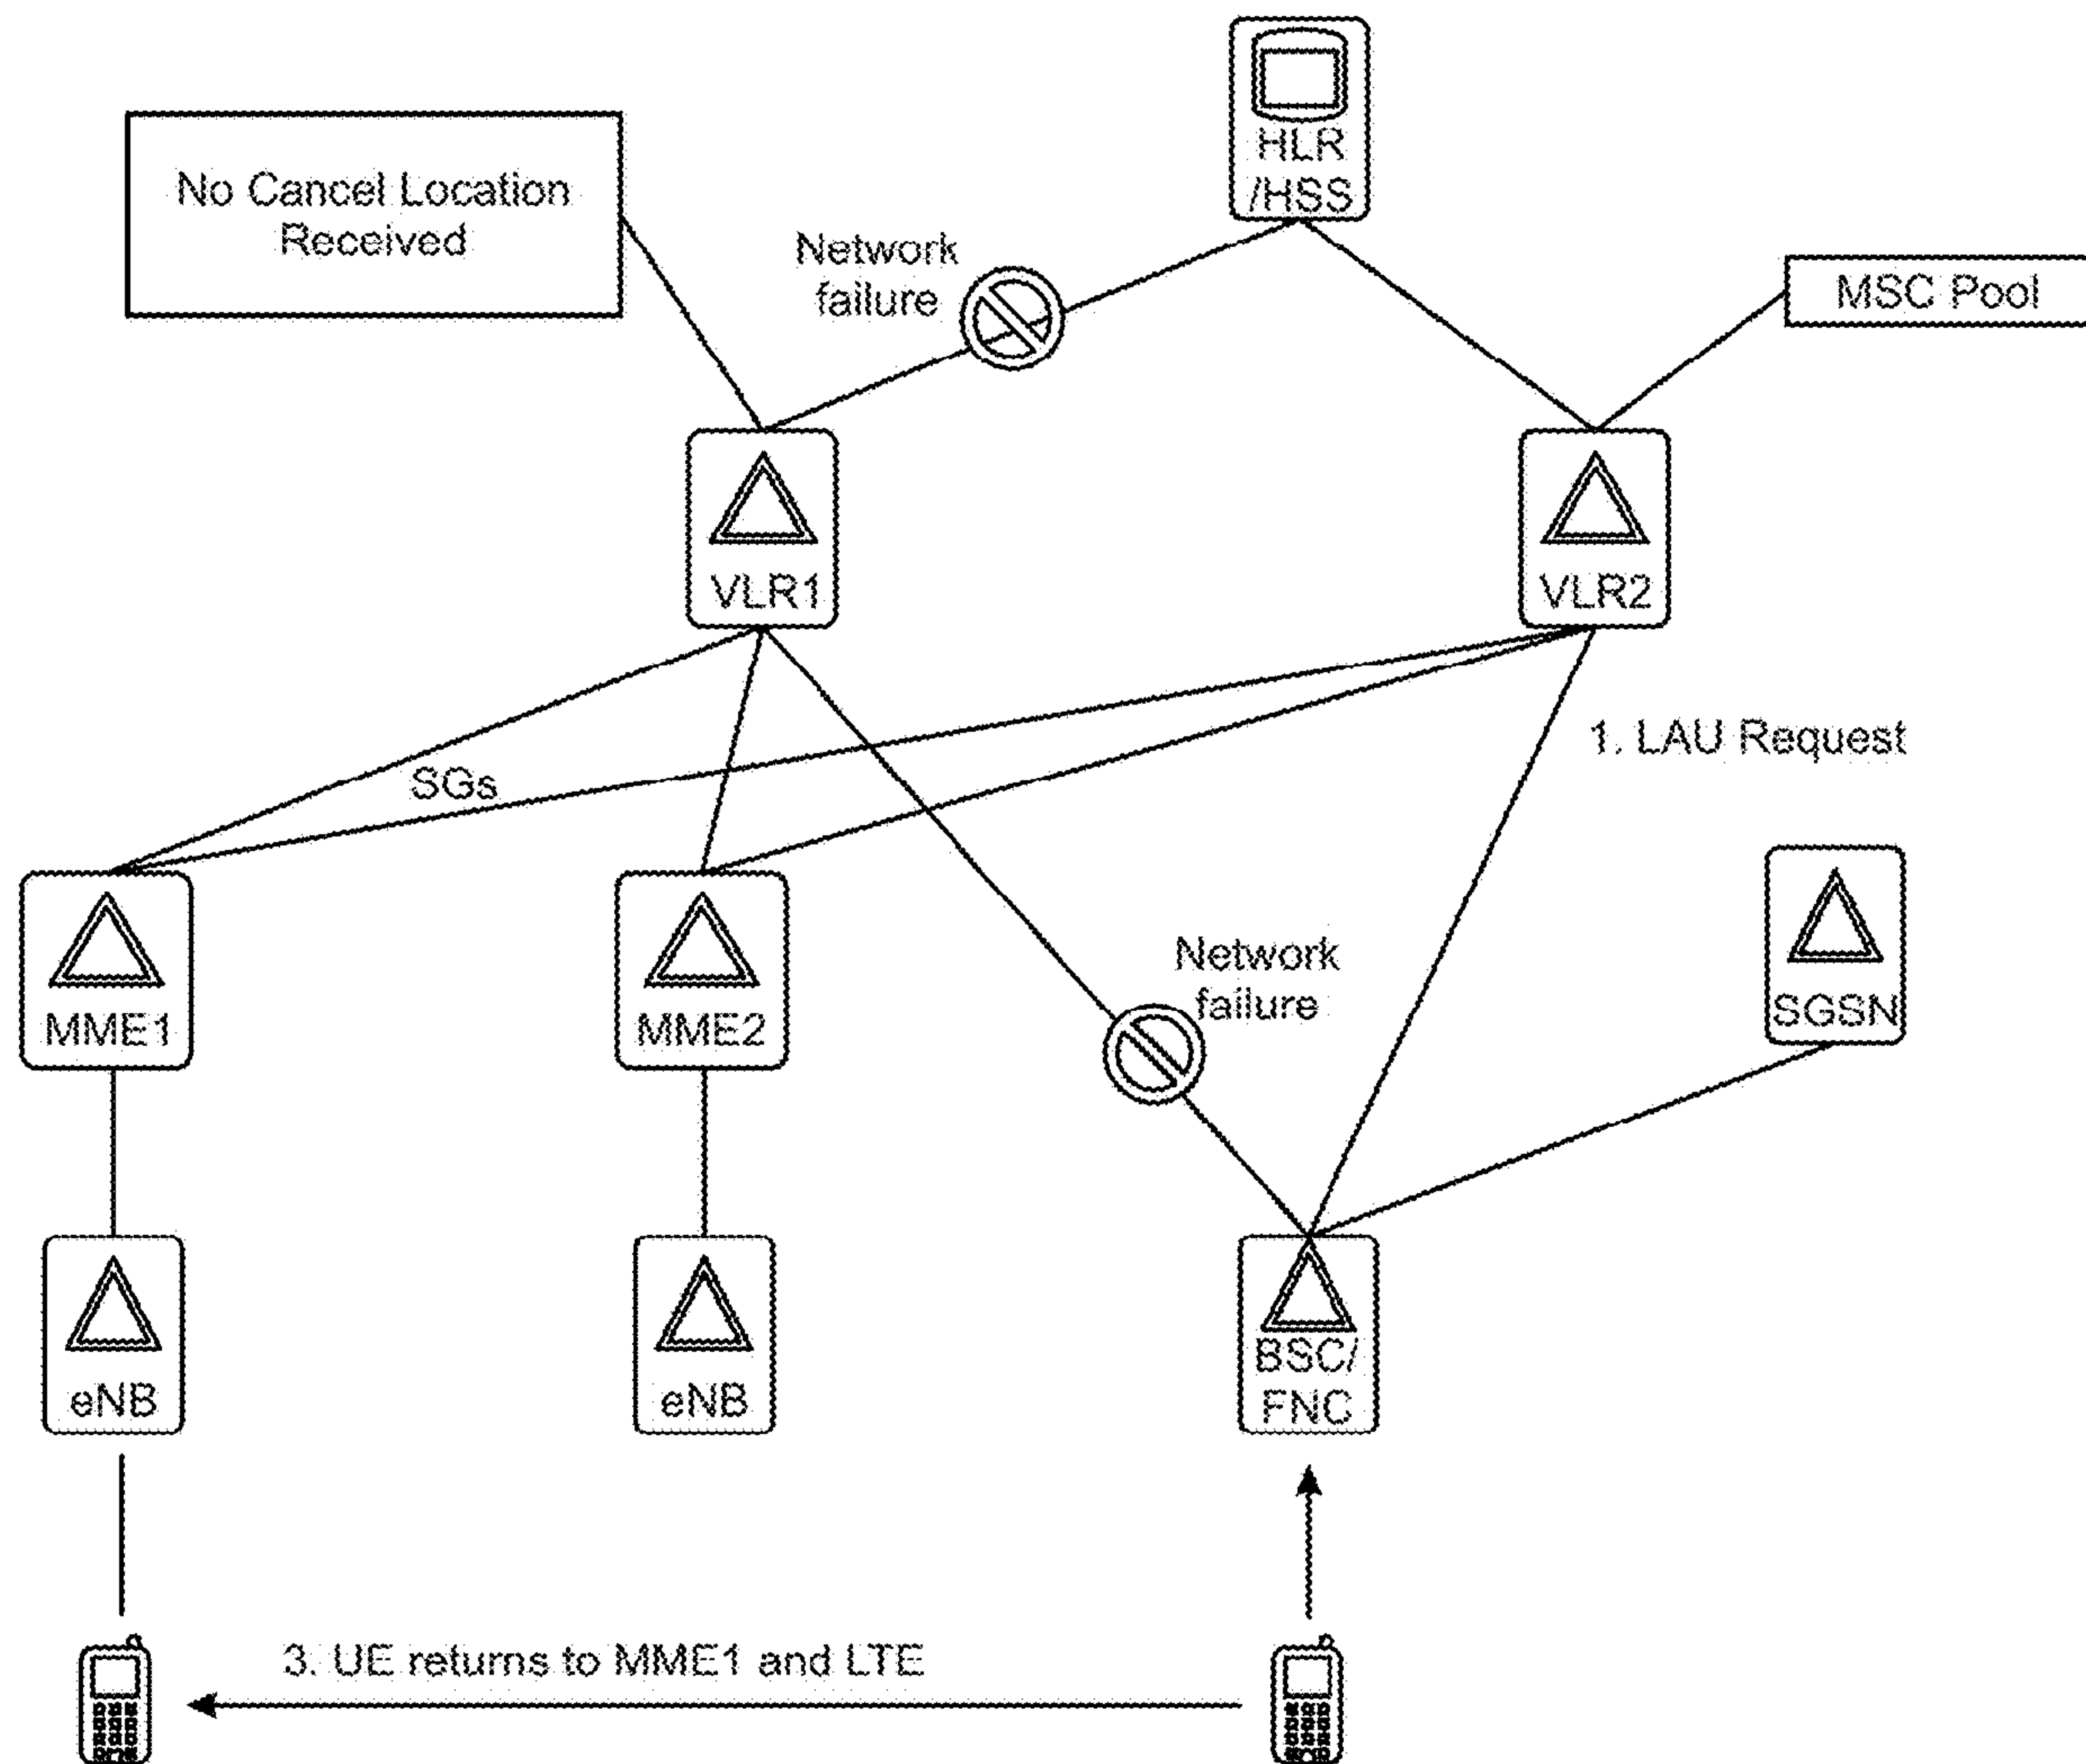 HLR
/HSS
No Cancel Location
Received
Network
failure
MSC Pool
VLR1
VLR2
1. LAU Request
SGs
Network
failure
SGSN
MME1
MME2
eNB
eNB
BSC/
FNC
3. UE returns to MME1 and LTE